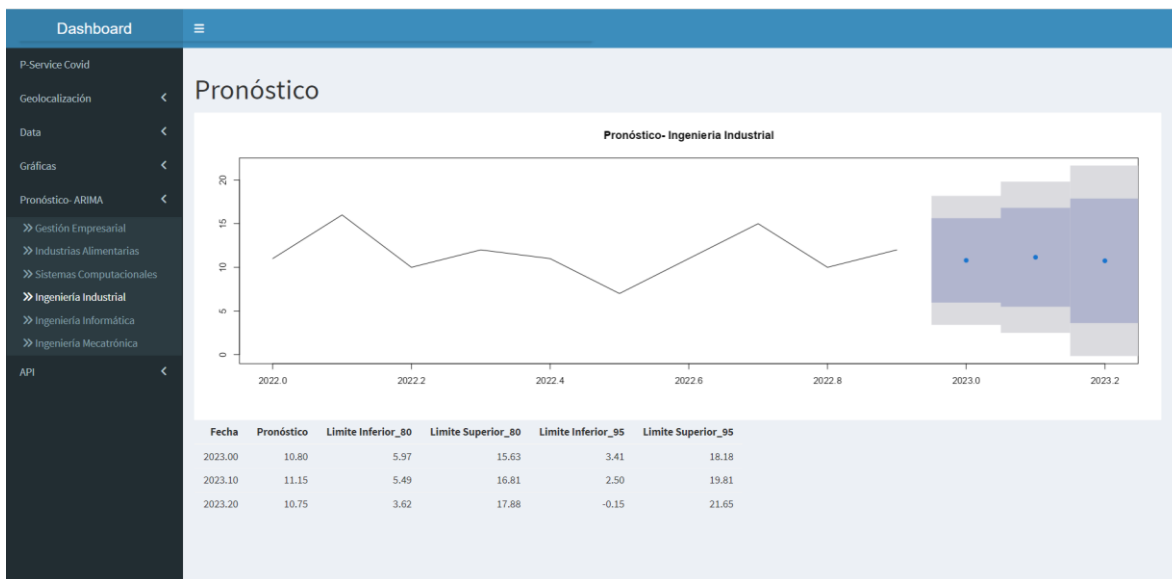 Dashboard
P-Service Covid
Geolocalización
Data
Gráficas
Pronóstico- ARIMA
Gestión Empresarial
Industrias Alimentarias
Sistemas Computacionales
Ingeniería Industrial
Ingeniería Informática
Ingeniería Mecatrónica
API
Pronóstico
Pronóstico- Ingenieria Industrial
20
15
10
5
0
2022.0 2022.2 2022.4 2022.6 2022.8 2023.0 2023.2
Fecha Pronóstico Limite Inferior_80 Limite Superior_80 Limite Inferior_95 Limite Superior_95
2023.00 10.80 5.97 15.63 3.41 18.18
2023.10 11.15 5.49 16.81 2.50 19.81
2023.20 10.75 3.62 17.88 -0.15 21.65